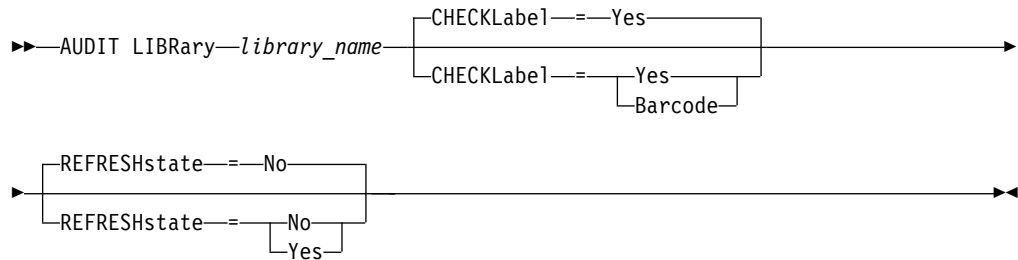 CHECKLabel = Yes
AUDIT LIBRary library_name
CHECKLabel = Yes
Barcode
REFRESHstate = No
REFRESHstate = No
Yes